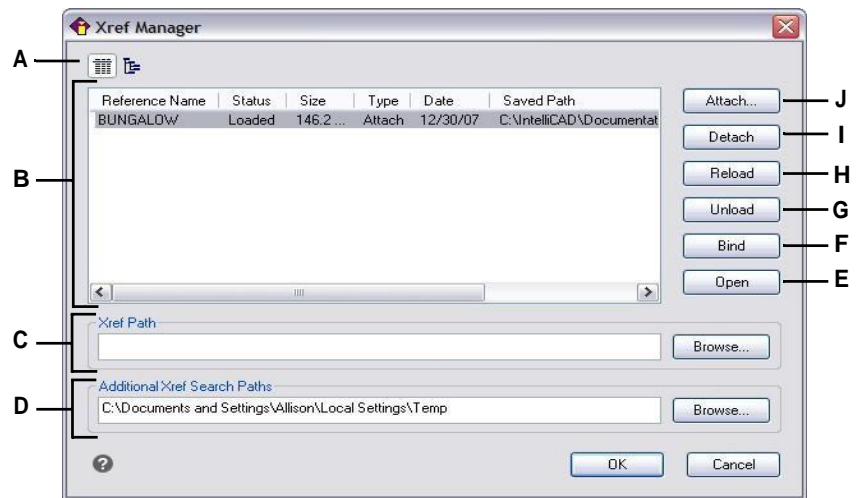 Xref Manager
A
Reference Name Status Size Type Date Saved Path
BUNGALOW Loaded 146.2 ... Attach 12/30/07 C:\IntelliCAD\Documentat
B
Attach... J
Detach I
Reload H
Unload G
Bind F
Open E
Xref Path
C
Browse...
Additional Xref Search Paths
D
C:\Documents and Settings\Allison\Local Settings\Temp
Browse...
?
OK Cancel